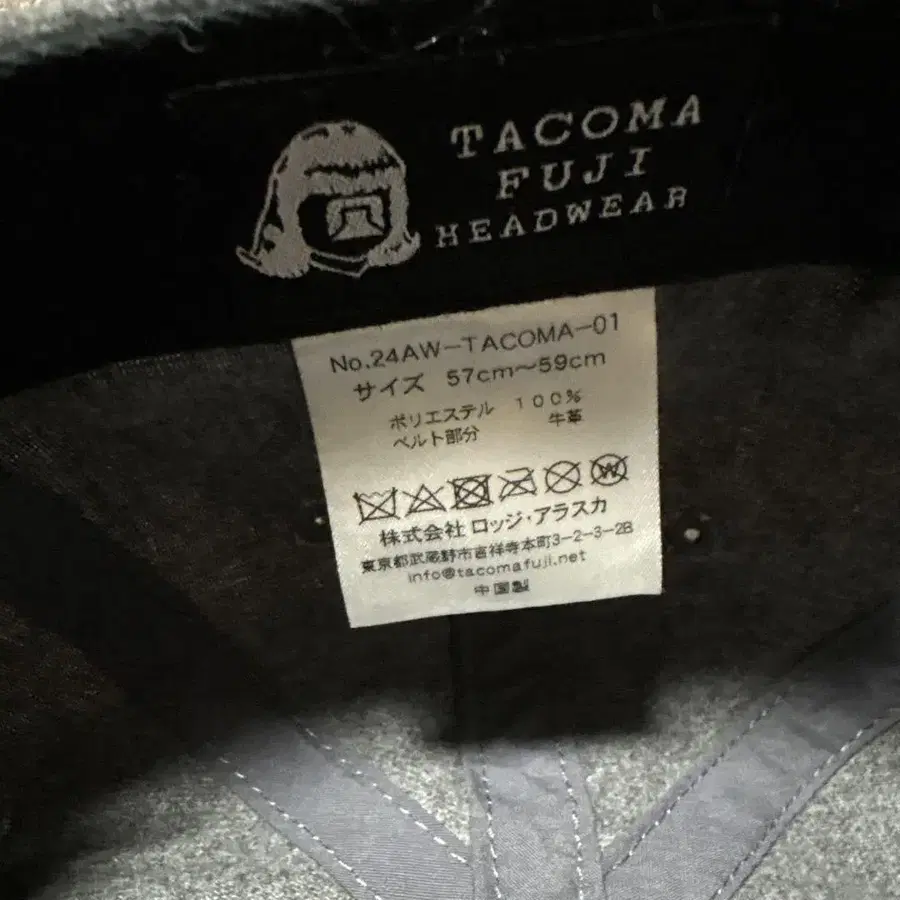 TACOMA
FUJI
HEADWEAR
No.24AW-TACOMA-01
サイズ 57cm~59cm
ポリエステル 100%
ベルト部分 牛革
W
株式会社 ロッジ・アラスカ
東京都武蔵野市吉祥寺本町3-2-3-2B
info@tacomafuji.net
中国製